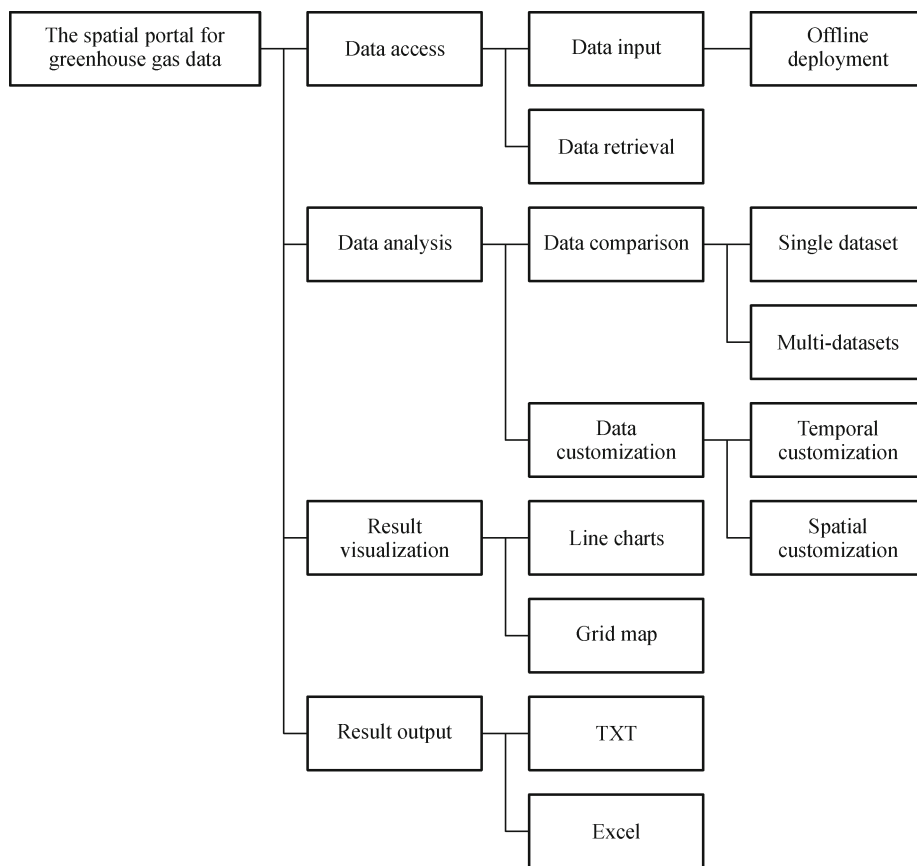 The spatial portal for
greenhouse gas data
Data access
Data input
Offline
deployment
Data retrieval
Data analysis
Data comparison
Single dataset
Multi-datasets
Data
customization
Temporal
customization
Spatial
customization
Result
visualization
Line charts
Grid map
Result output
TXT
Excel